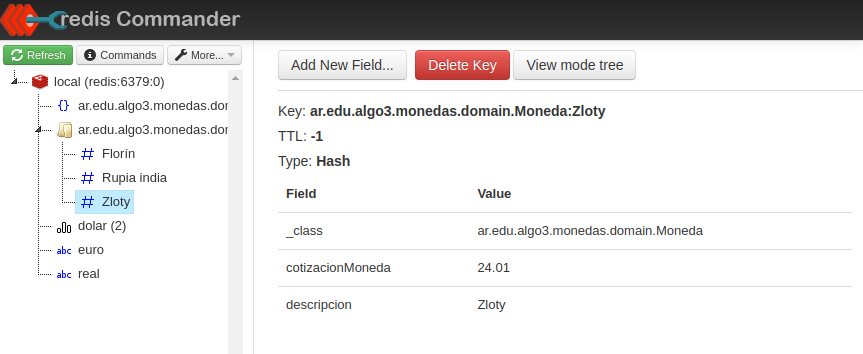 redis Commander
Refresh Commands More...
local (redis:6379:0)
ar.edu.algo3.monedas.dor
ar.edu.algo3.monedas.dor
Florín
Rupia india
Zloty
dolar (2)
euro
real
Add New Field... Delete Key View mode tree
Key: ar.edu.algo3.monedas.domain.Moneda:Zloty
TTL: -1
Type: Hash
Field Value
_class ar.edu.algo3.monedas.domain.Moneda
cotizacionMoneda 24.01
descripcion Zloty